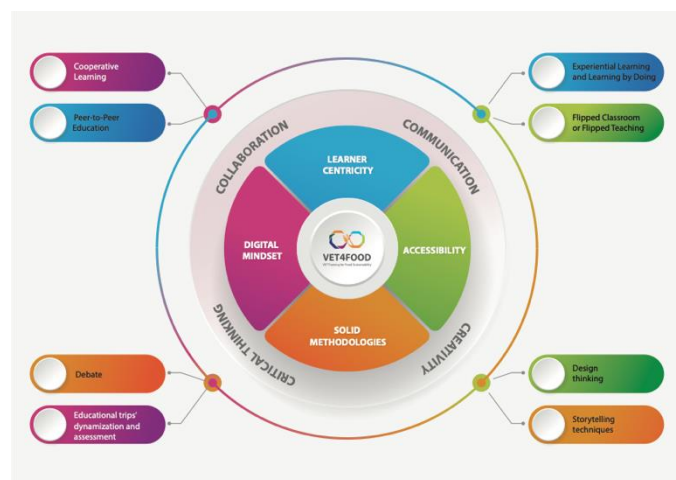 Cooperative
Learning
Peer-to-Peer
Education
Experiential Learning
and Learning by Doing
Flipped Classroom
or Flipped Teaching
COLLABORATION
COMMUNICATION
LEARNER
CENTRICITY
DIGITAL
MINDSET
VET4FOOD
ACCESSIBILITY
SOLID
METHODOLOGIES
CRITICAL THINKING
CREATIVITY
Debate
Educational trips'
dynamization and
assessment
Design
thinking
Storytelling
techniques